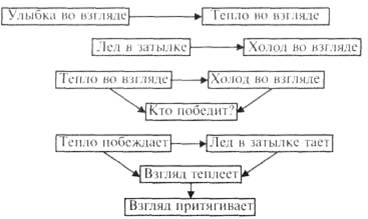 Улыбка во взгляде Тепло во взгляде
Лед в затылке Холод во взгляде
Тепло во взгляде Холод во взгляде
Кто победит?
Тепло побеждает Лед в затылке тает
Взгляд теплеет
Взгляд притягивает